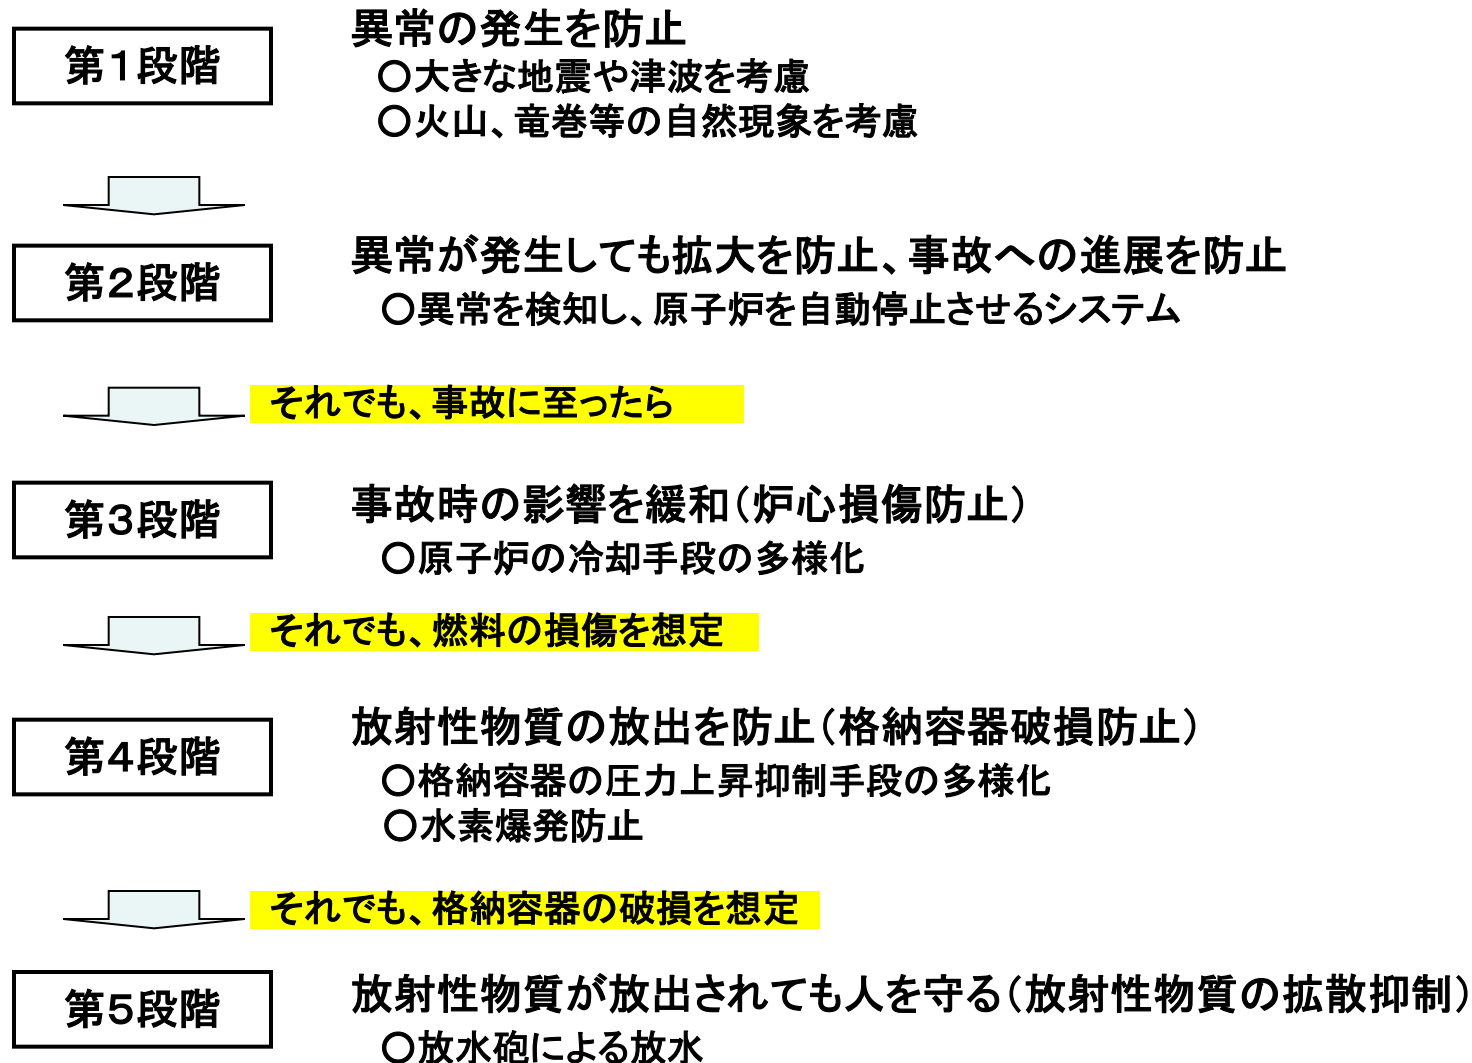 第１段階
異常の発生を防止
○大きな地震や津波を考慮
○火山、竜巻等の自然現象を考慮
第２段階
異常が発生しても拡大を防止、事故への進展を防止
○異常を検知し、原子炉を自動停止させるシステム
それでも、事故に至ったら
第３段階
事故時の影響を緩和（炉心損傷防止）
○原子炉の冷却手段の多様化
それでも、燃料の損傷を想定
第４段階
放射性物質の放出を防止（格納容器破損防止）
○格納容器の圧力上昇抑制手段の多様化
○水素爆発防止
それでも、格納容器の破損を想定
第５段階
放射性物質が放出されても人を守る（放射性物質の拡散抑制）
○放水砲による放水